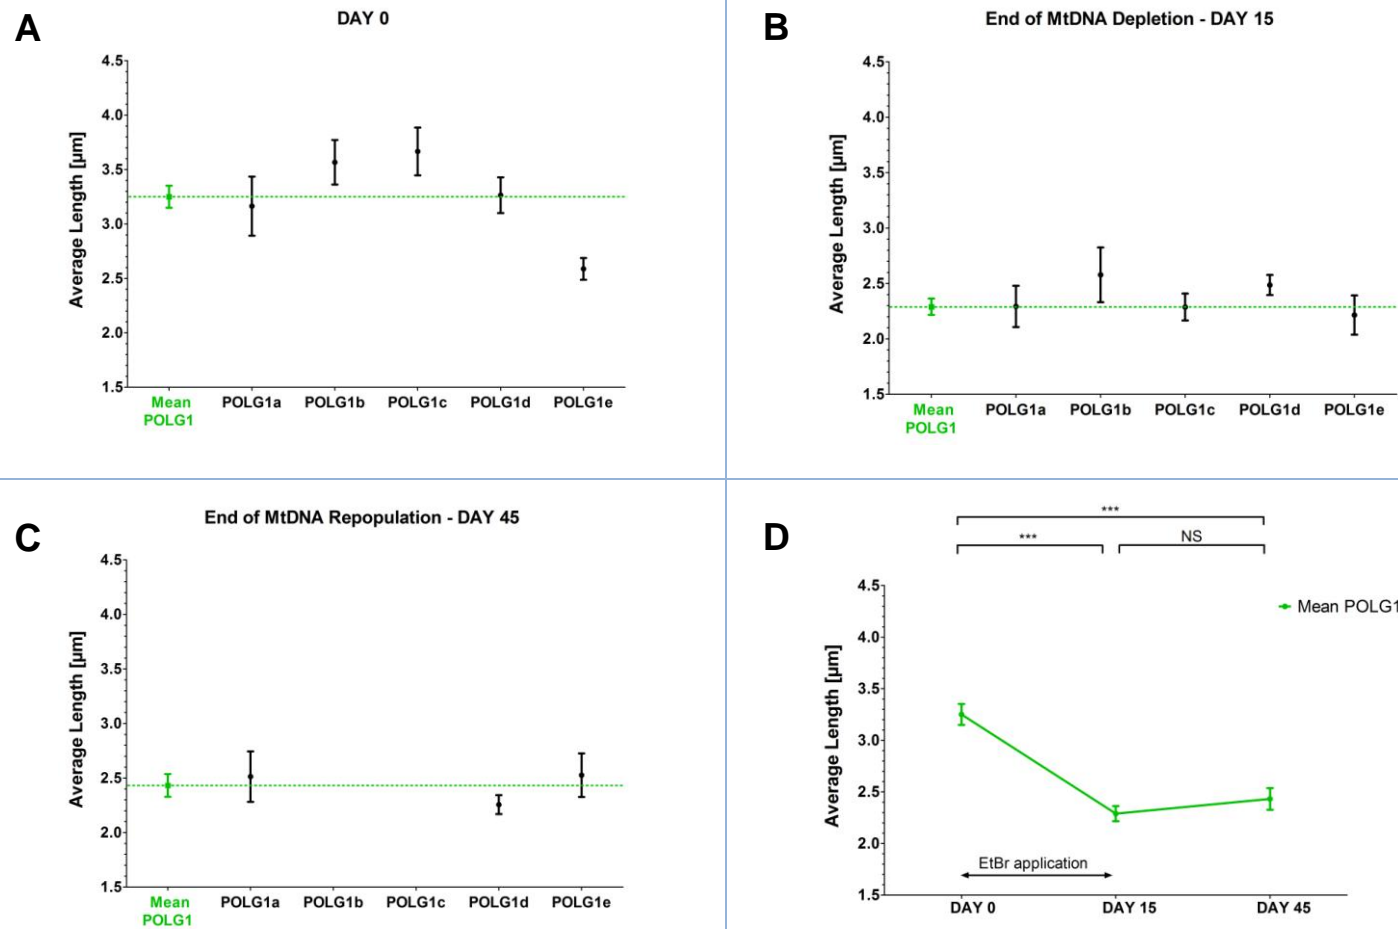 A
DAY 0
4.5
4.0
3.5
3.0
2.5
2.0
1.5
Average Length [µm]
Mean
POLG1
POLG1a
POLG1b
POLG1c
POLG1d
POLG1e
B
End of MtDNA Depletion - DAY 15
4.5
4.0
3.5
3.0
2.5
2.0
1.5
Average Length [µm]
Mean
POLG1
POLG1a
POLG1b
POLG1c
POLG1d
POLG1e
C
End of MtDNA Repopulation - DAY 45
4.5
4.0
3.5
3.0
2.5
2.0
1.5
Average Length [µm]
Mean
POLG1
POLG1a
POLG1b
POLG1c
POLG1d
POLG1e
D
***
***
NS
4.5
4.0
3.5
3.0
2.5
2.0
1.5
Average Length [µm]
Mean POLG1
EtBr application
DAY 0
DAY 15
DAY 45